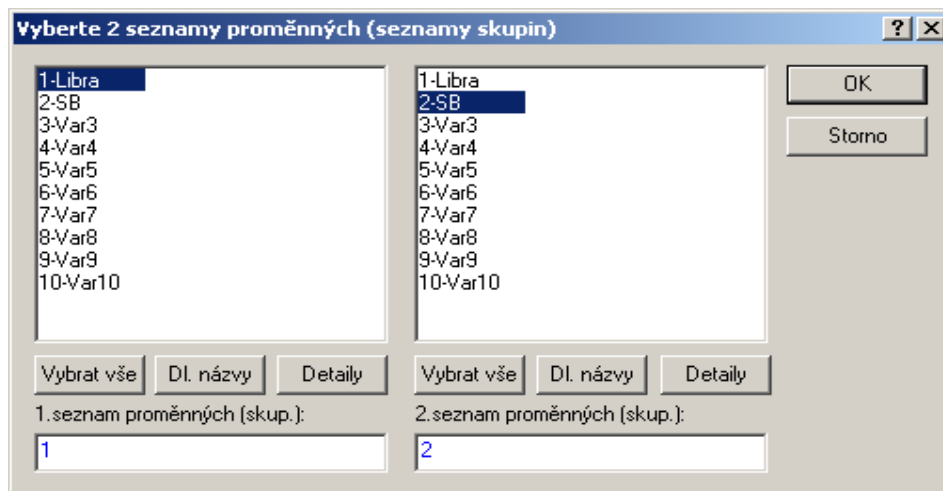 Vyberte 2 seznamy proměnných (seznamy skupin)
1-Libra
2-SB
3-Var3
4-Var4
5-Var5
6-Var6
7-Var7
8-Var8
9-Var9
10-Var10
1-Libra
2-SB
3-Var3
4-Var4
5-Var5
6-Var6
7-Var7
8-Var8
9-Var9
10-Var10
OK
Storno
Vybrat vše Dl. názvy Detaily
Vybrat vše Dl. názvy Detaily
1.seznam proměnných (skup.):
1
2.seznam proměnných (skup.):
2